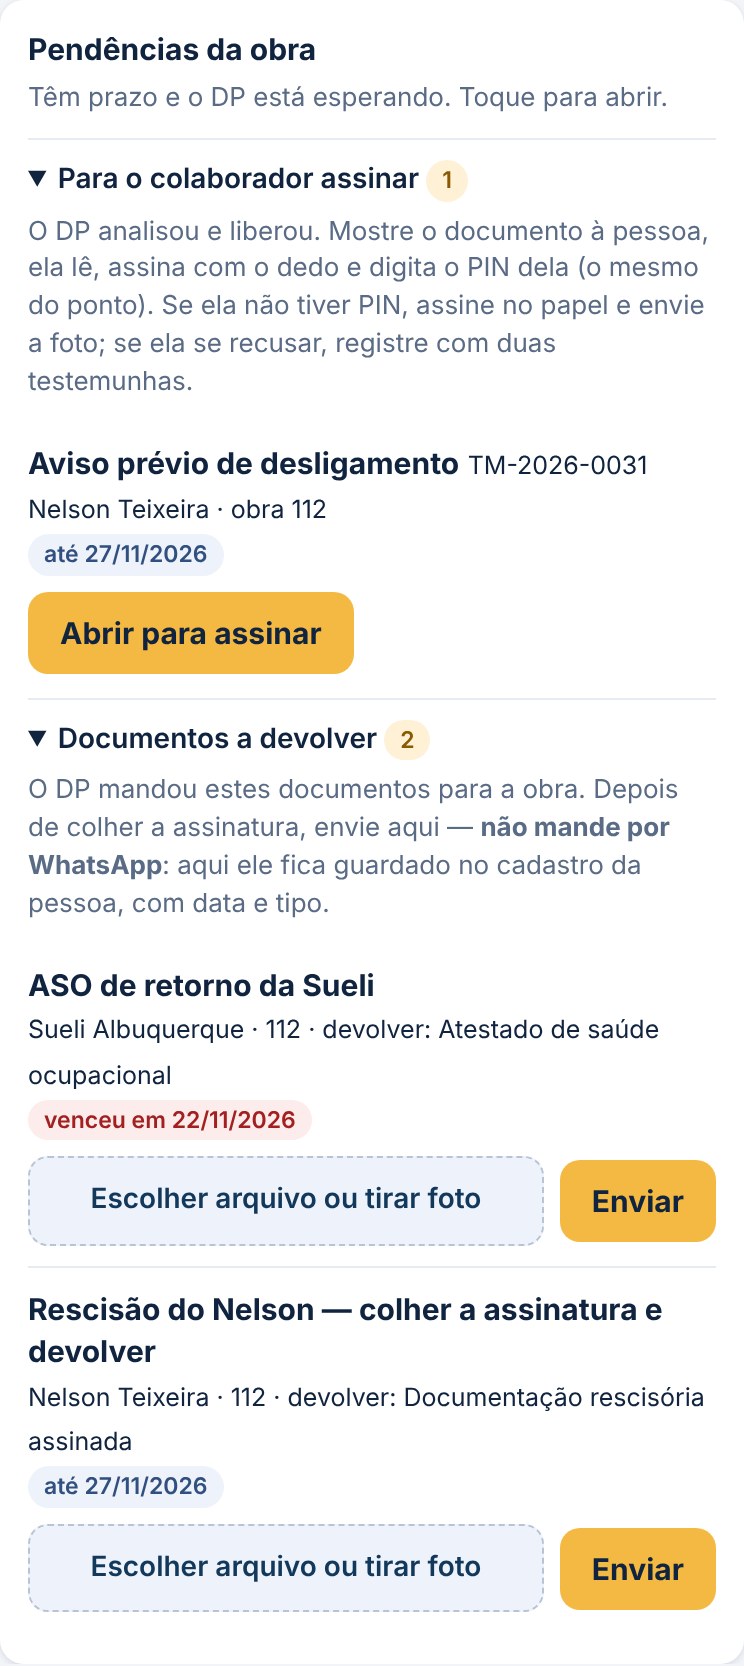 Pendências da obra
Têm prazo e o DP está esperando. Toque para abrir.
▼ Para o colaborador assinar 1
O DP analisou e liberou. Mostre o documento à pessoa,
ela lê, assina com o dedo e digita o PIN dela (o mesmo
do ponto). Se ela não tiver PIN, assine no papel e envie
a foto; se ela se recusar, registre com duas
testemunhas.
Aviso prévio de desligamento TM-2026-0031
Nelson Teixeira · obra 112
até 27/11/2026
Abrir para assinar
▼ Documentos a devolver 2
O DP mandou estes documentos para a obra. Depois
de colher a assinatura, envie aqui — não mande por
WhatsApp: aqui ele fica guardado no cadastro da
pessoa, com data e tipo.
ASO de retorno da Sueli
Sueli Albuquerque · 112 · devolver: Atestado de saúde
ocupacional
venceu em 22/11/2026
Escolher arquivo ou tirar foto Enviar
Rescisão do Nelson — colher a assinatura e
devolver
Nelson Teixeira · 112 · devolver: Documentação rescisória
assinada
até 27/11/2026
Escolher arquivo ou tirar foto Enviar